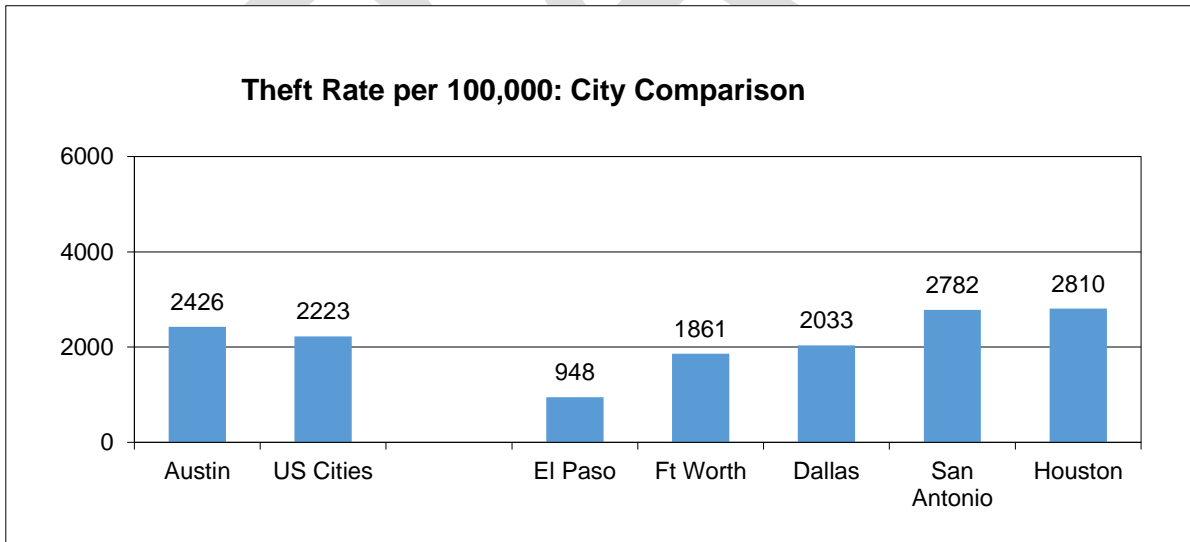 Theft Rate per 100,000: City Comparison
6000
4000
2000
0
2426
2223
948
1861
2033
2782
2810
Austin
US Cities
El Paso
Ft Worth
Dallas
San
Antonio
Houston